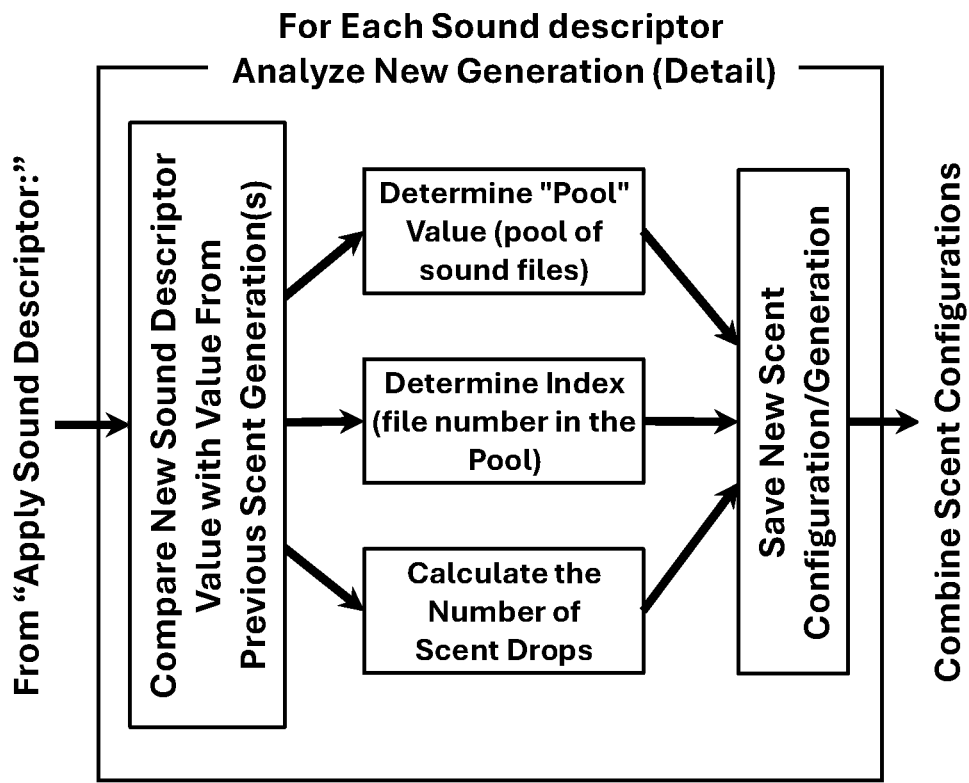 For Each Sound descriptor
Analyze New Generation (Detail)
From “Apply Sound Descriptor:”
Compare New Sound Descriptor
Value with Value From
Previous Scent Generation(s)
Determine "Pool"
Value (pool of
sound files)
Determine Index
(file number in the
Pool)
Calculate the
Number of
Scent Drops
Save New Scent
Configuration/Generation
Combine Scent Configurations